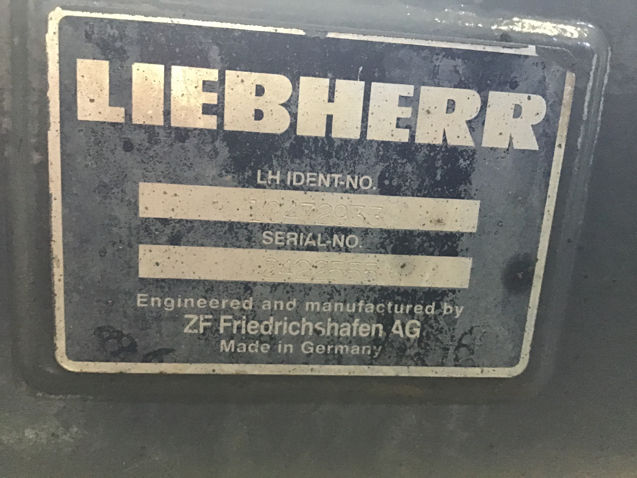 LIEBHERR
LH IDENT-NO.
SERIAL-NO.
Engineered and manufactured by
ZF Friedrichshafen AG
Made in Germany